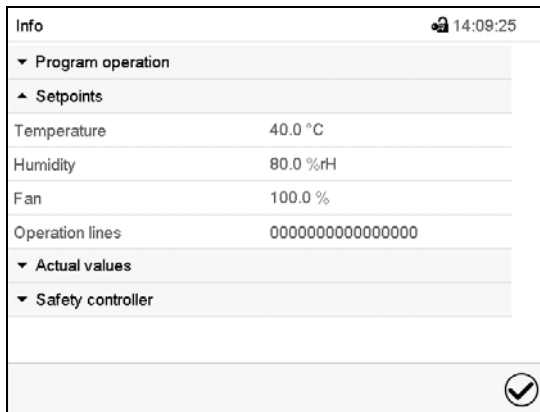 Info 14:09:25
Program operation
Setpoints
Temperature 40.0 °C
Humidity 80.0 %rH
Fan 100.0 %
Operation lines 0000000000000000
Actual values
Safety controller